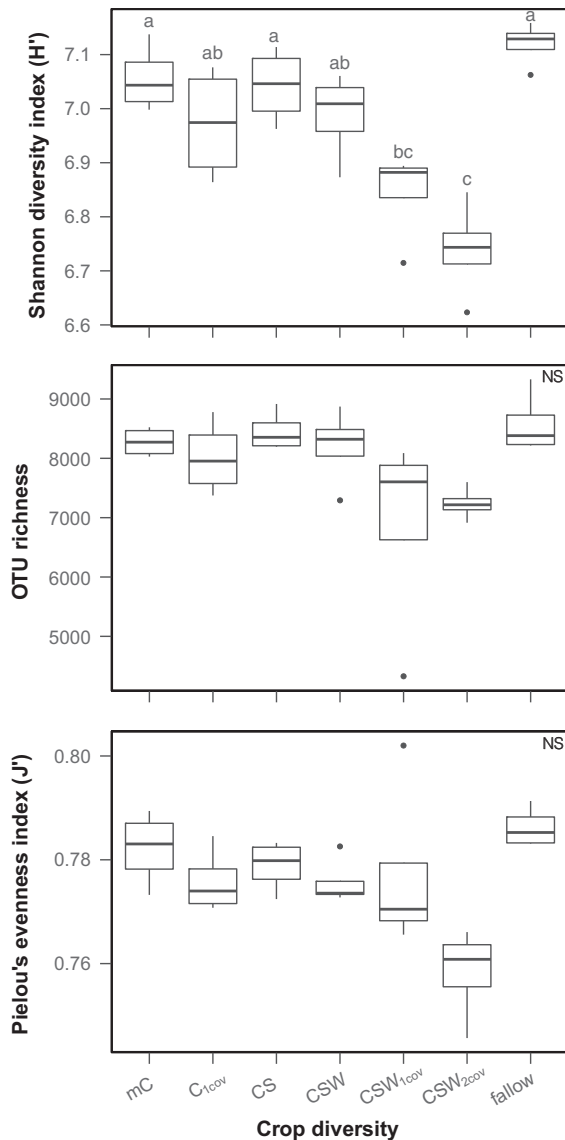 Shannon diversity index (H')
7.1
7.0
6.9
6.8
6.7
6.6
a
ab
a
ab
bc
c
a
OTU richness
9000
8000
7000
6000
5000
NS
Pielou's evenness index (J')
0.80
0.78
0.76
NS
mC
C1cov
CS
CSW
CSW1cov
CSW2cov
fallow
Crop diversity